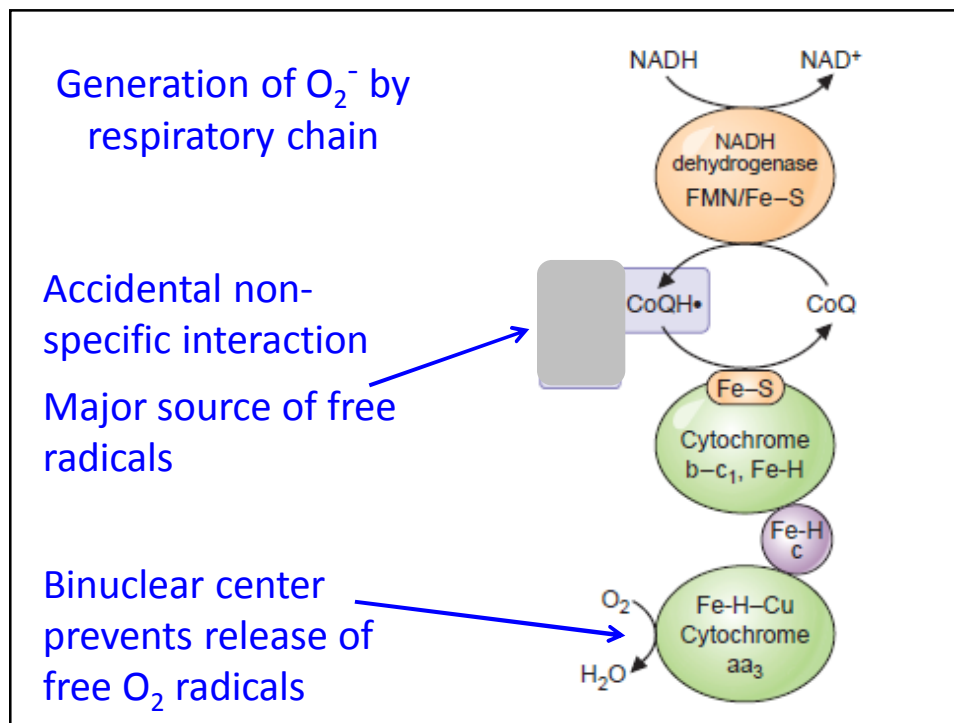 Generation of O₂⁻ by
respiratory chain
Accidental non-
specific interaction
Major source of free
radicals
Binuclear center
prevents release of
free O₂ radicals
NADH
NAD⁺
NADH
dehydrogenase
FMN/Fe–S
CoQH•
CoQ
Fe–S
Cytochrome
b–c₁, Fe-H
Fe-H
c
O₂
H₂O
Fe-H–Cu
Cytochrome
aa₃